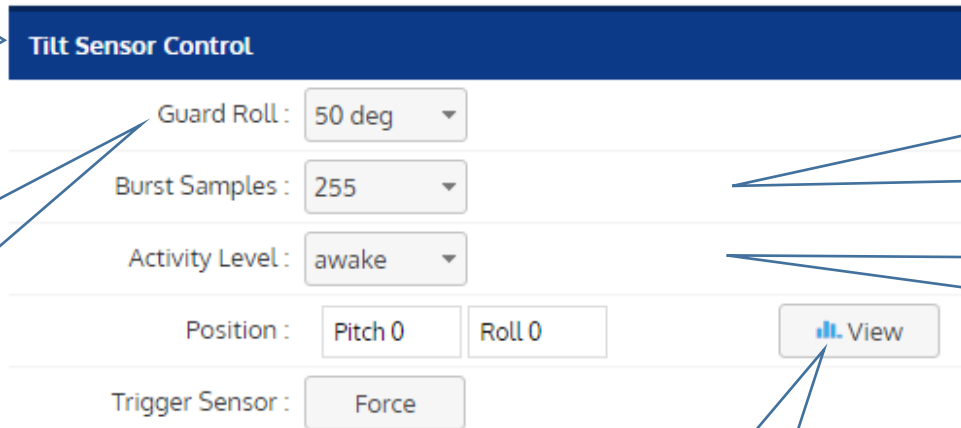 Tilt Sensor Control
Guard Roll : 50 deg
Burst Samples : 255
Activity Level : awake
Position : Pitch 0 Roll 0 View
Trigger Sensor : Force